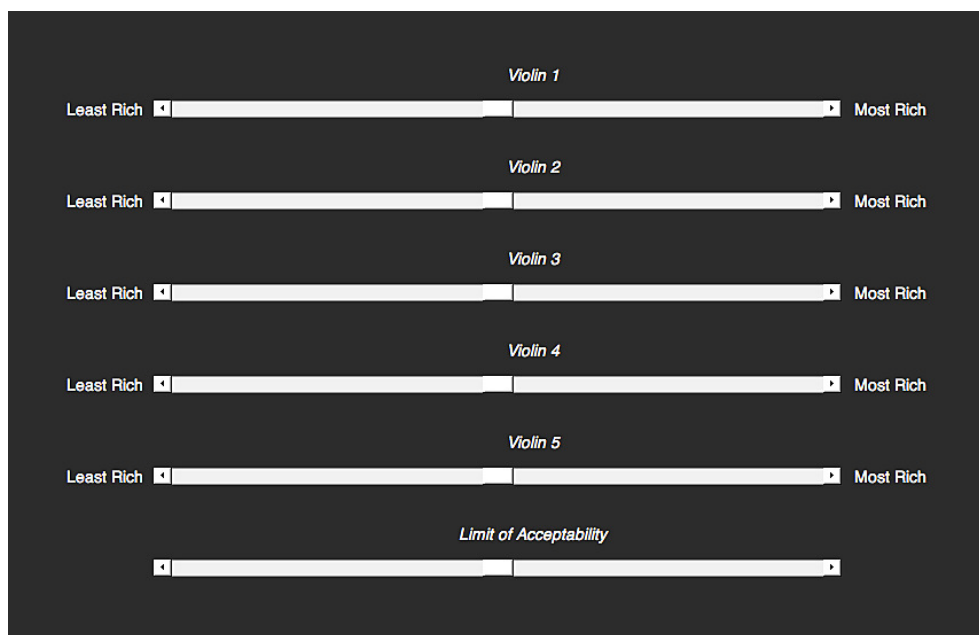 Violin 1
Least Rich Most Rich
Violin 2
Least Rich Most Rich
Violin 3
Least Rich Most Rich
Violin 4
Least Rich Most Rich
Violin 5
Least Rich Most Rich
Limit of Acceptability